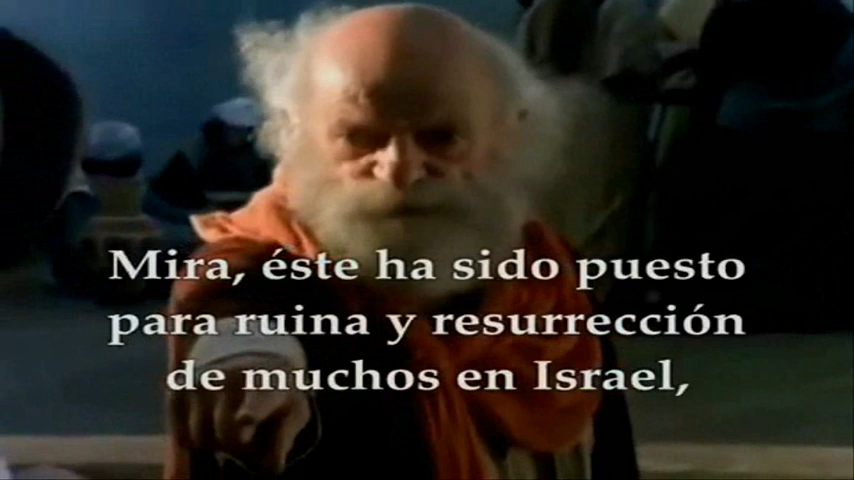 Mira, éste ha sido puesto
para ruina y resurrección
de muchos en Israel,